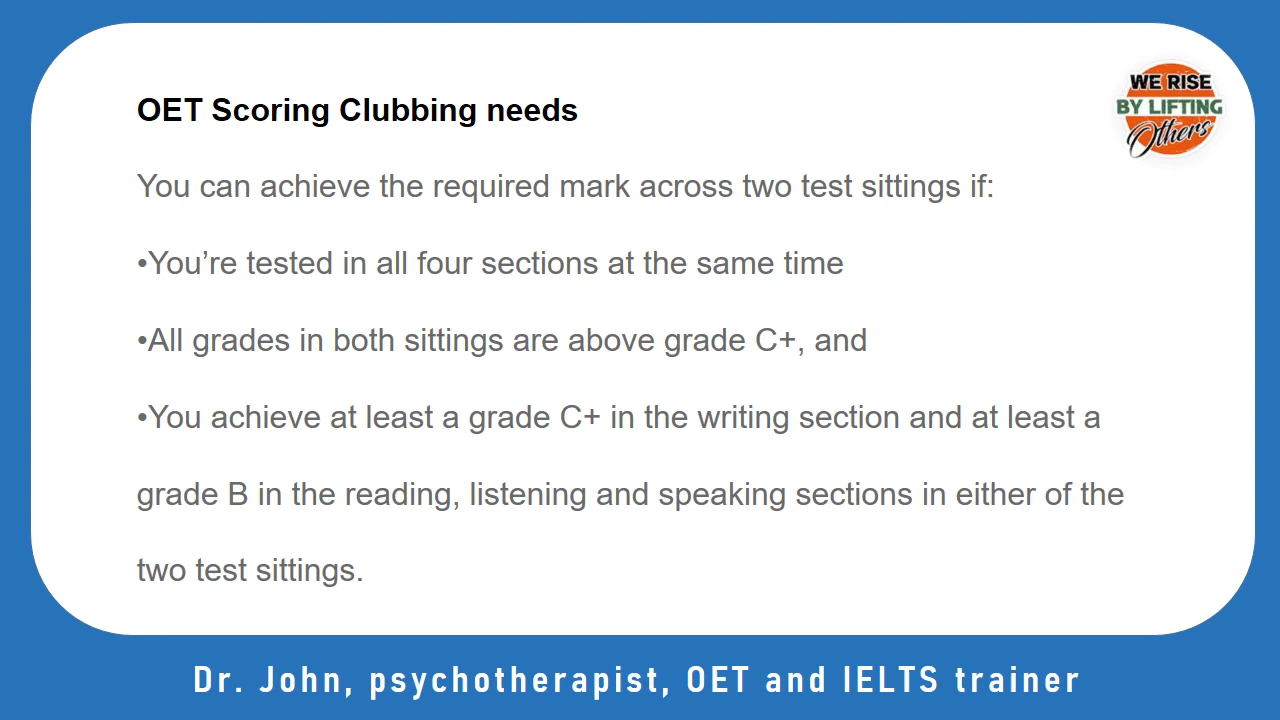 OET Scoring Clubbing needs
WE RISE
BY LIFTING
Others
You can achieve the required mark across two test sittings if:
•You’re tested in all four sections at the same time
•All grades in both sittings are above grade C+, and
•You achieve at least a grade C+ in the writing section and at least a
grade B in the reading, listening and speaking sections in either of the
two test sittings.
Dr. John, psychotherapist, OET and IELTS trainer